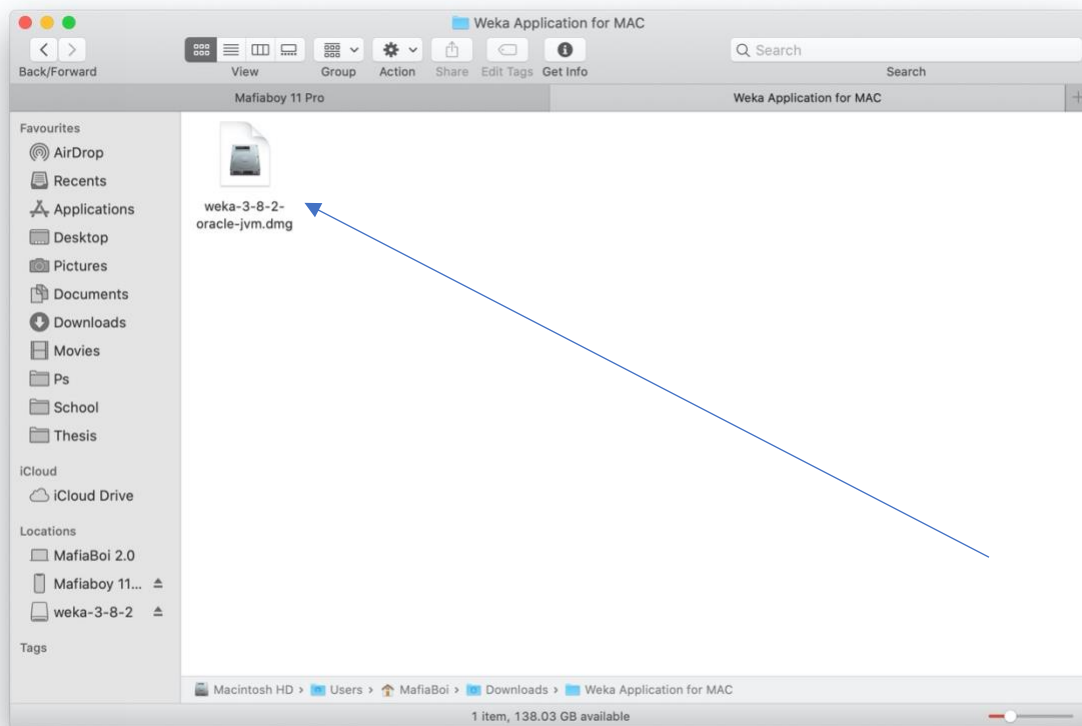 Weka Application for MAC
Search
Back/Forward View Group Action Share Edit Tags Get Info Search
Mafiaboy 11 Pro Weka Application for MAC
Favourites
AirDrop
Recents
Applications
Desktop
Pictures
Documents
Downloads
Movies
Ps
School
Thesis
iCloud
iCloud Drive
Locations
MafiaBoi 2.0
Mafiaboy 11...
weka-3-8-2
Tags
weka-3-8-2-
oracle-jvm.dmg
Macintosh HD › Users › MafiaBoi › Downloads › Weka Application for MAC
1 item, 138.03 GB available